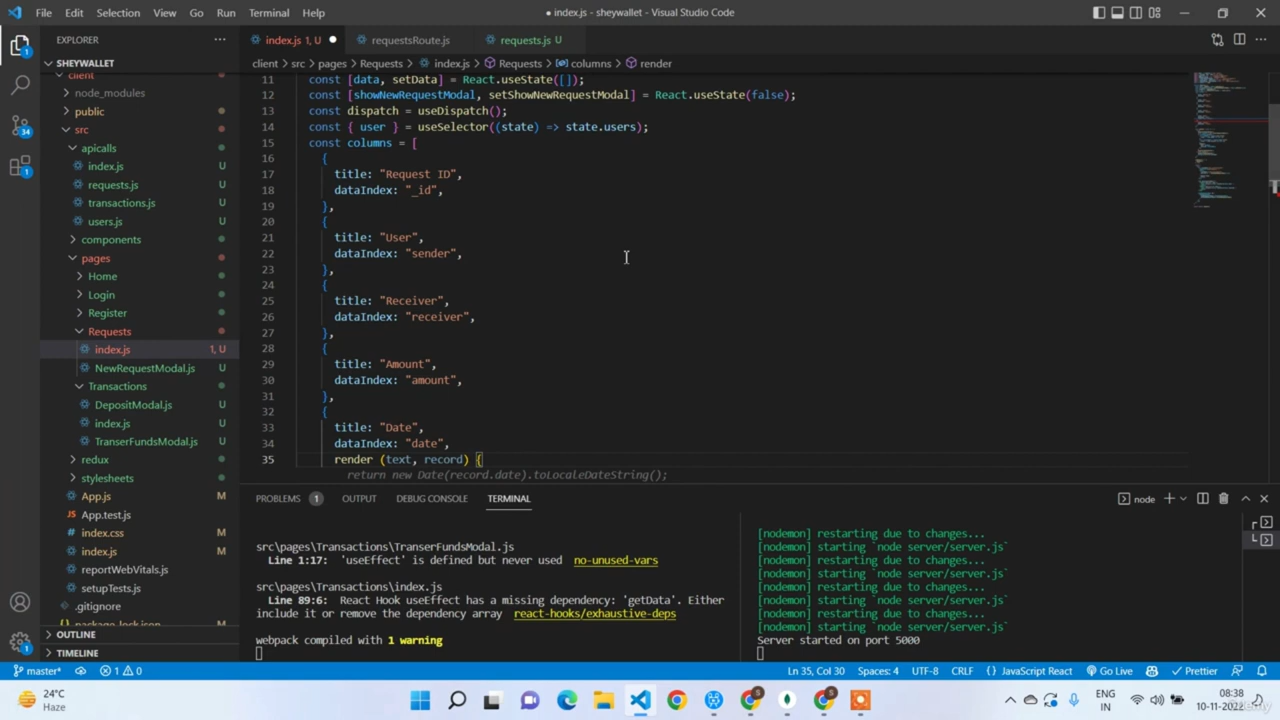 File Edit Selection View Go Run Terminal Help
● index.js - sheywallet - Visual Studio Code
EXPLORER
SHEYWALLET
client
node_modules
public
src
apicalls
index.js U
requests.js U
transactions.js U
users.js U
components
pages
Home
Login
Register
Requests
index.js 1, U
NewRequestModal.js U
Transactions
DepositModal.js U
index.js U
TranserFundsModal.js U
redux
stylesheets
App.js M
App.test.js
index.css M
index.js M
reportWebVitals.js
setupTests.js
.gitignore
package-lock.json
OUTLINE
TIMELINE
index.js 1, U ●
requestsRoute.js
requests.js U
client > src > pages > Requests > index.js > Requests > columns > render
11 const [data, setData] = React.useState([]);
12 const [showNewRequestModal, setShowNewRequestModal] = React.useState(false);
13 const dispatch = useDispatch();
14 const { user } = useSelector((state) => state.users);
15 const columns = [
16 {
17 title: "Request ID",
18 dataIndex: "_id",
19 },
20 {
21 title: "User",
22 dataIndex: "sender",
23 },
24 {
25 title: "Receiver",
26 dataIndex: "receiver",
27 },
28 {
29 title: "Amount",
30 dataIndex: "amount",
31 },
32 {
33 title: "Date",
34 dataIndex: "date",
35 render (text, record) {
return new Date(record.date).toLocaleDateString();
PROBLEMS 1 OUTPUT DEBUG CONSOLE TERMINAL
node
src\pages\Transactions\TranserFundsModal.js
Line 1:17: 'useEffect' is defined but never used no-unused-vars
src\pages\Transactions\index.js
Line 89:6: React Hook useEffect has a missing dependency: 'getData'. Either
include it or remove the dependency array react-hooks/exhaustive-deps
webpack compiled with 1 warning
[nodemon] restarting due to changes...
[nodemon] starting `node server/server.js`
[nodemon] restarting due to changes...
[nodemon] starting `node server/server.js`
[nodemon] restarting due to changes...
[nodemon] starting `node server/server.js`
[nodemon] restarting due to changes...
[nodemon] starting `node server/server.js`
Server started on port 5000
1
34
1
1
master* 1 0
Ln 35, Col 30 Spaces: 4 UTF-8 CRLF {} JavaScript React Go Live Prettier
24°C
Haze
ENG
IN
08:38
10-11-2022